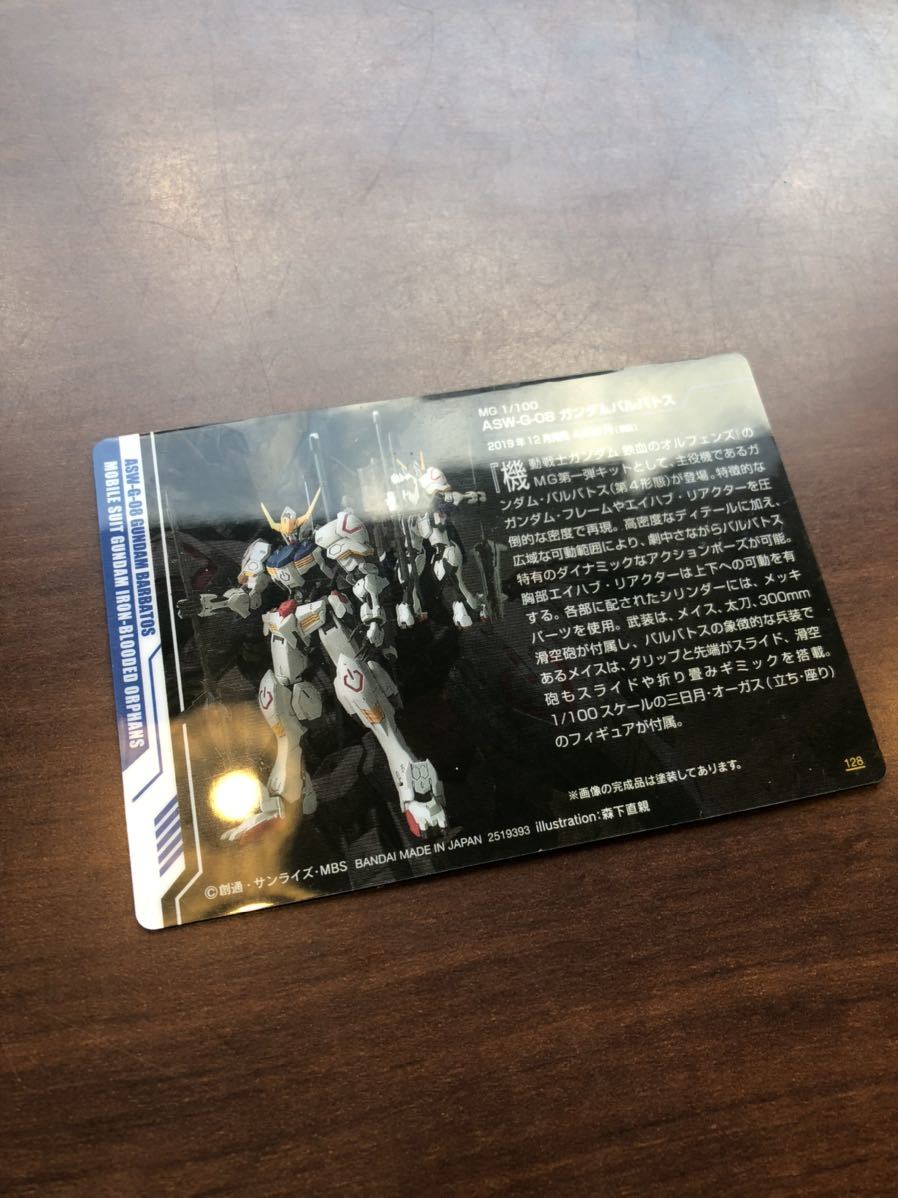 ASW-G-08 GUNDAM BARBATOS
MOBILE SUIT GUNDAM IRON-BLOODED ORPHANS
MG 1/100
ASW-G-08 ガンダムバルバトス
2019年12月発売
『機動戦士ガンダム 鉄血のオルフェンズ』の
MG第一弾キットとして、主役機であるガ
ンダム・バルバトス(第4形態)が登場。特徴的な
ガンダム・フレームやエイハブ・リアクターを圧
倒的な密度で再現。高密度なディテールに加え、
広域な可動範囲により、劇中さながらバルバトス
特有のダイナミックなアクションポーズが可能。
胸部エイハブ・リアクターは上下への可動を有
する。各部に配されたシリンダーには、メッキ
パーツを使用。武装は、メイス、太刀、300mm
滑空砲が付属し、バルバトスの象徴的な兵装で
あるメイスは、グリップと先端がスライド、滑空
砲もスライドや折り畳みギミックを搭載。
1/100スケールの三日月・オーガス(立ち・座り)
のフィギュアが付属。
※画像の完成品は塗装してあります。
128
©創通・サンライズ・MBS BANDAI MADE IN JAPAN 2519393 illustration:森下直親